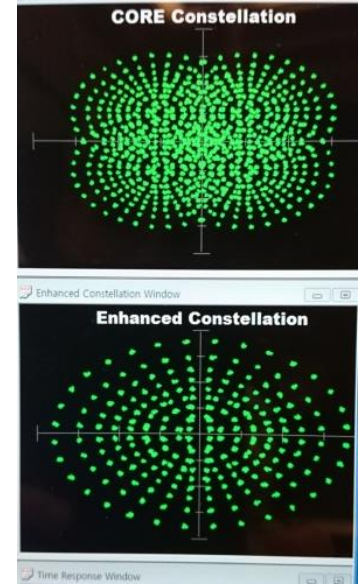 CORE Constellation
Enhanced Constellation Window
Enhanced Constellation
Time Response Window